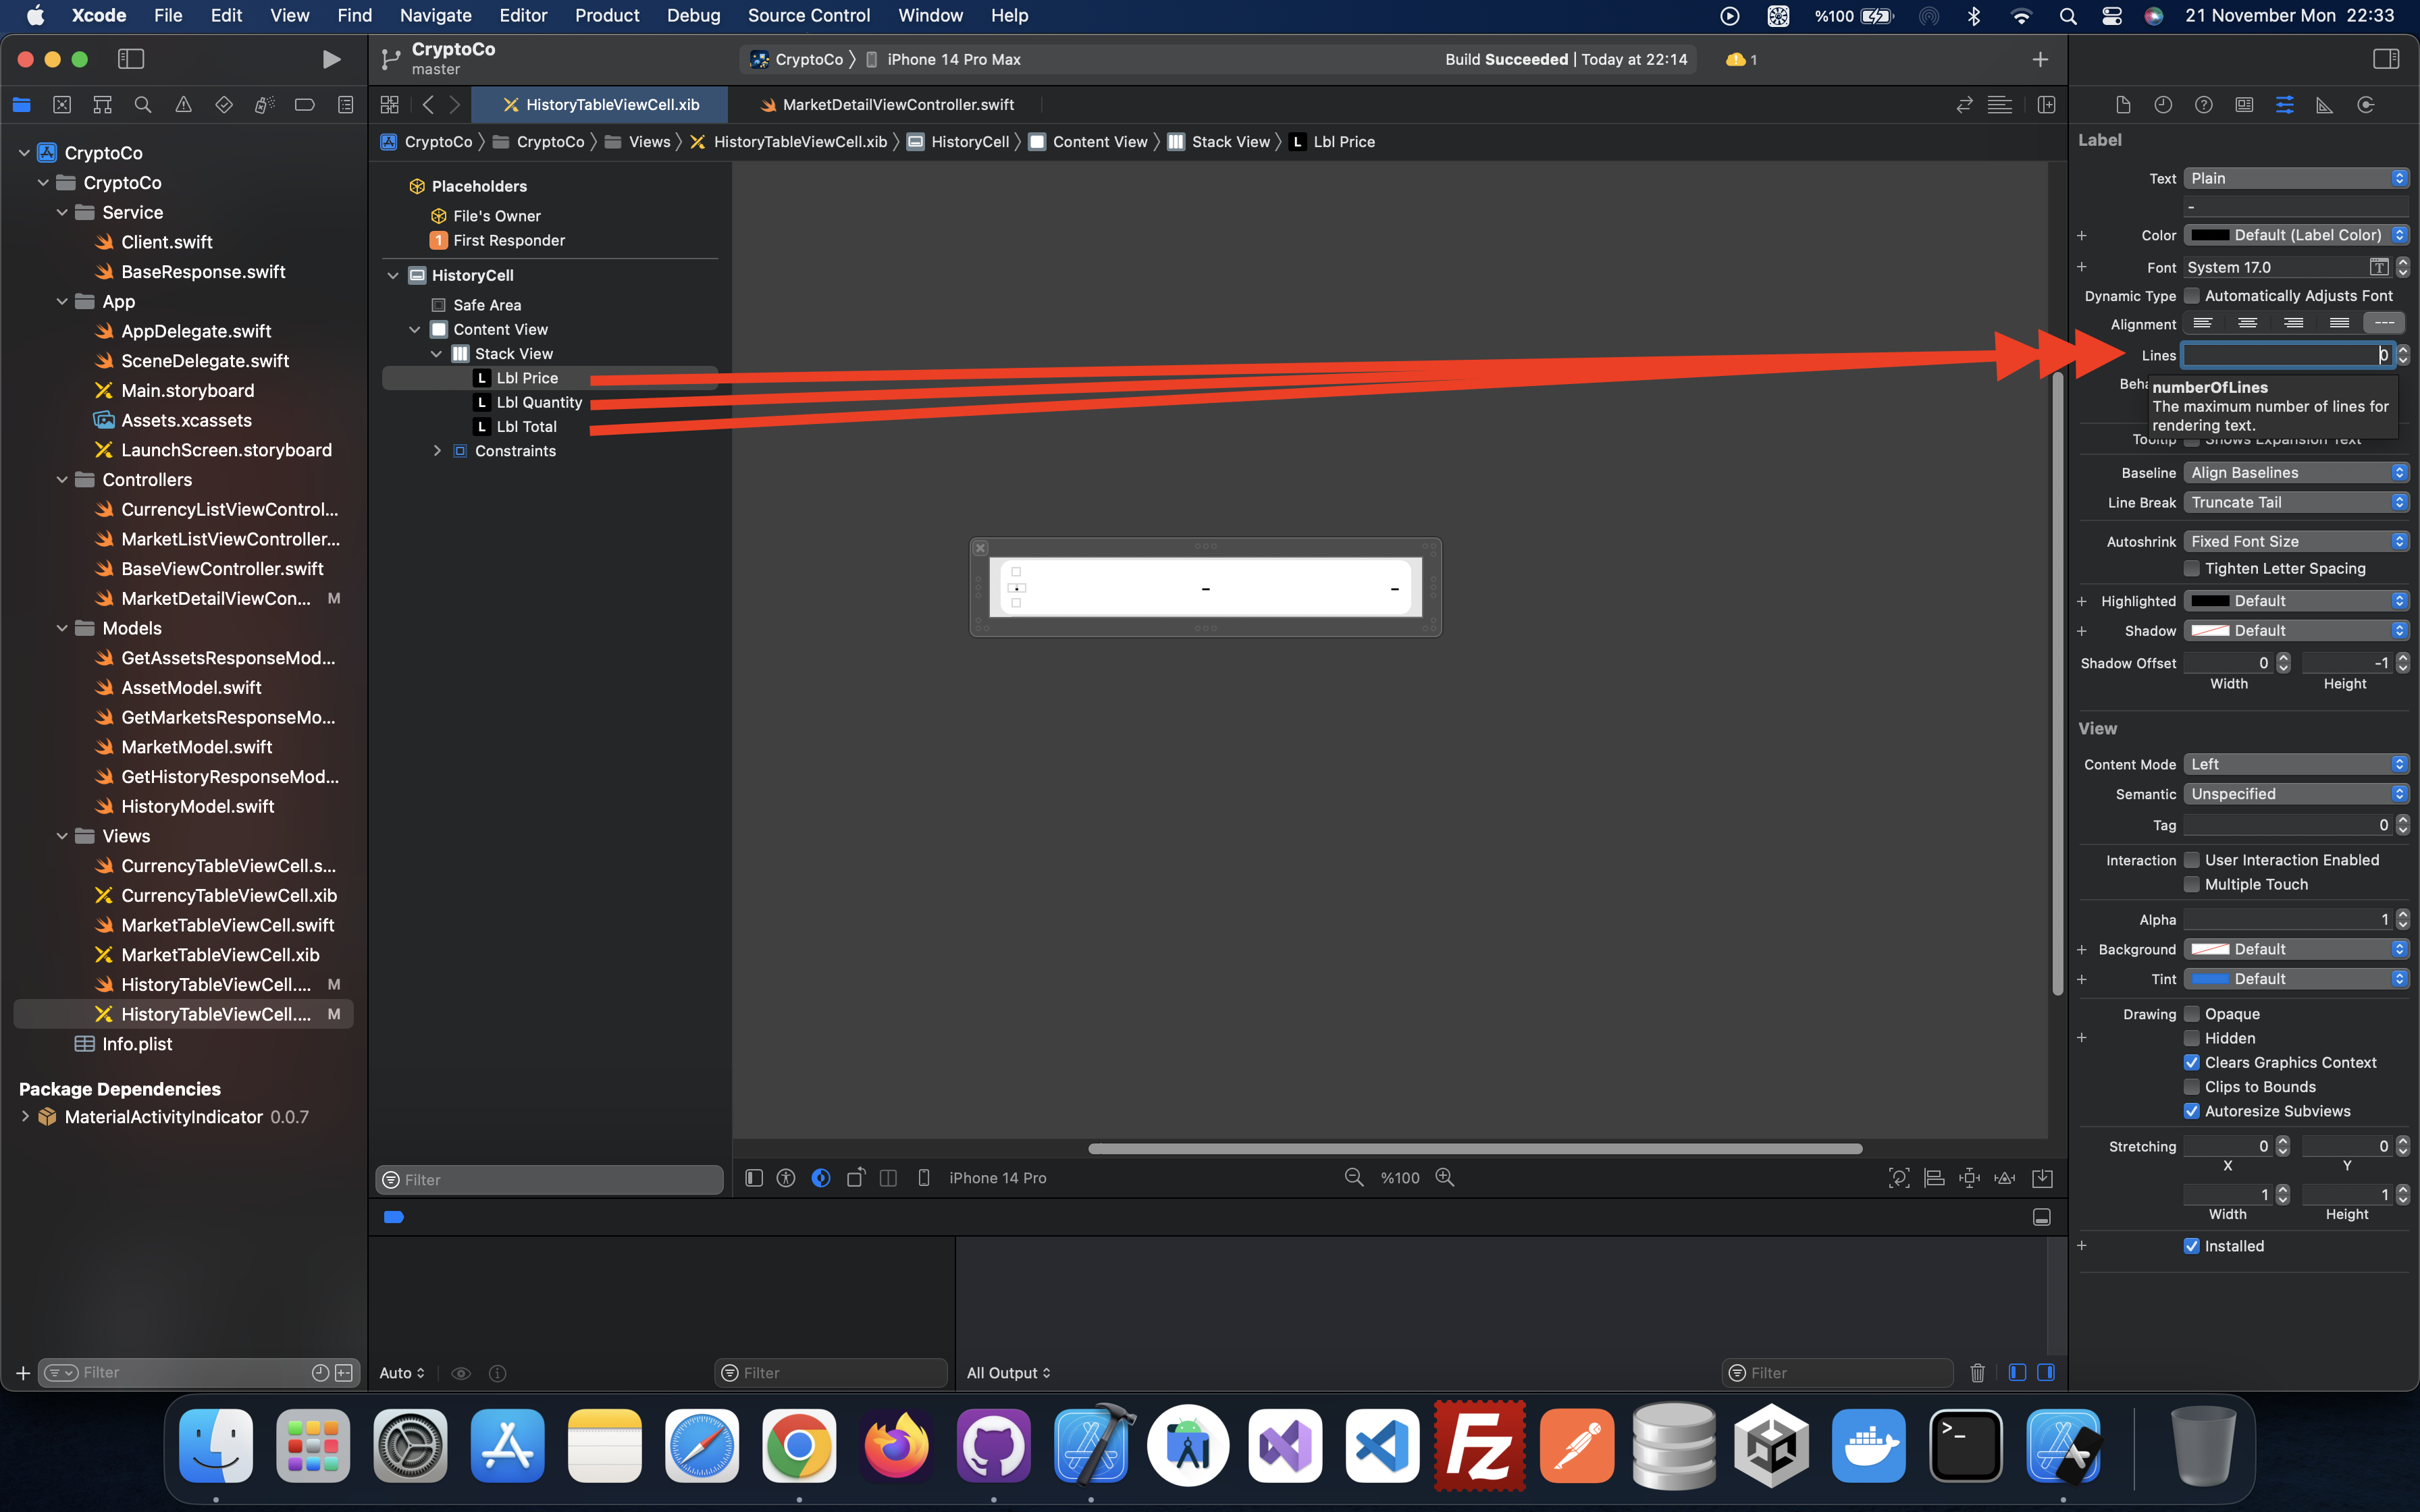 Xcode File Edit View Find Navigate Editor Product Debug Source Control Window Help
%100 21 November Mon 22:33
CryptoCo
master
CryptoCo iPhone 14 Pro Max
Build Succeeded | Today at 22:14
1
HistoryTableViewCell.xib
MarketDetailViewController.swift
CryptoCo CryptoCo Views HistoryTableViewCell.xib HistoryCell Content View Stack View L Lbl Price
CryptoCo
CryptoCo
Service
Client.swift
BaseResponse.swift
App
AppDelegate.swift
SceneDelegate.swift
Main.storyboard
Assets.xcassets
LaunchScreen.storyboard
Controllers
CurrencyListViewControl...
MarketListViewController...
BaseViewController.swift
MarketDetailViewCon... M
Models
GetAssetsResponseMod...
AssetModel.swift
GetMarketsResponseMo...
MarketModel.swift
GetHistoryResponseMod...
HistoryModel.swift
Views
CurrencyTableViewCell.s...
CurrencyTableViewCell.xib
MarketTableViewCell.swift
MarketTableViewCell.xib
HistoryTableViewCell.... M
HistoryTableViewCell.... M
Info.plist
Package Dependencies
MaterialActivityIndicator 0.0.7
Filter
Placeholders
File's Owner
1 First Responder
HistoryCell
Safe Area
Content View
Stack View
L Lbl Price
L Lbl Quantity
L Lbl Total
Constraints
Filter
- - -
iPhone 14 Pro
%100
Auto
Filter
All Output
Filter
Label
Text Plain
-
Color Default (Label Color)
Font System 17.0
Dynamic Type Automatically Adjusts Font
Alignment
Lines 0
Beha
numberOfLines
The maximum number of lines for
rendering text.
Tooltip Shows Expansion Text
Baseline Align Baselines
Line Break Truncate Tail
Autoshrink Fixed Font Size
Tighten Letter Spacing
Highlighted Default
Shadow Default
Shadow Offset 0 -1
Width Height
View
Content Mode Left
Semantic Unspecified
Tag 0
Interaction User Interaction Enabled
Multiple Touch
Alpha 1
Background Default
Tint Default
Drawing Opaque
Hidden
Clears Graphics Context
Clips to Bounds
Autoresize Subviews
Stretching 0 0
X Y
1 1
Width Height
Installed
Fz
>_